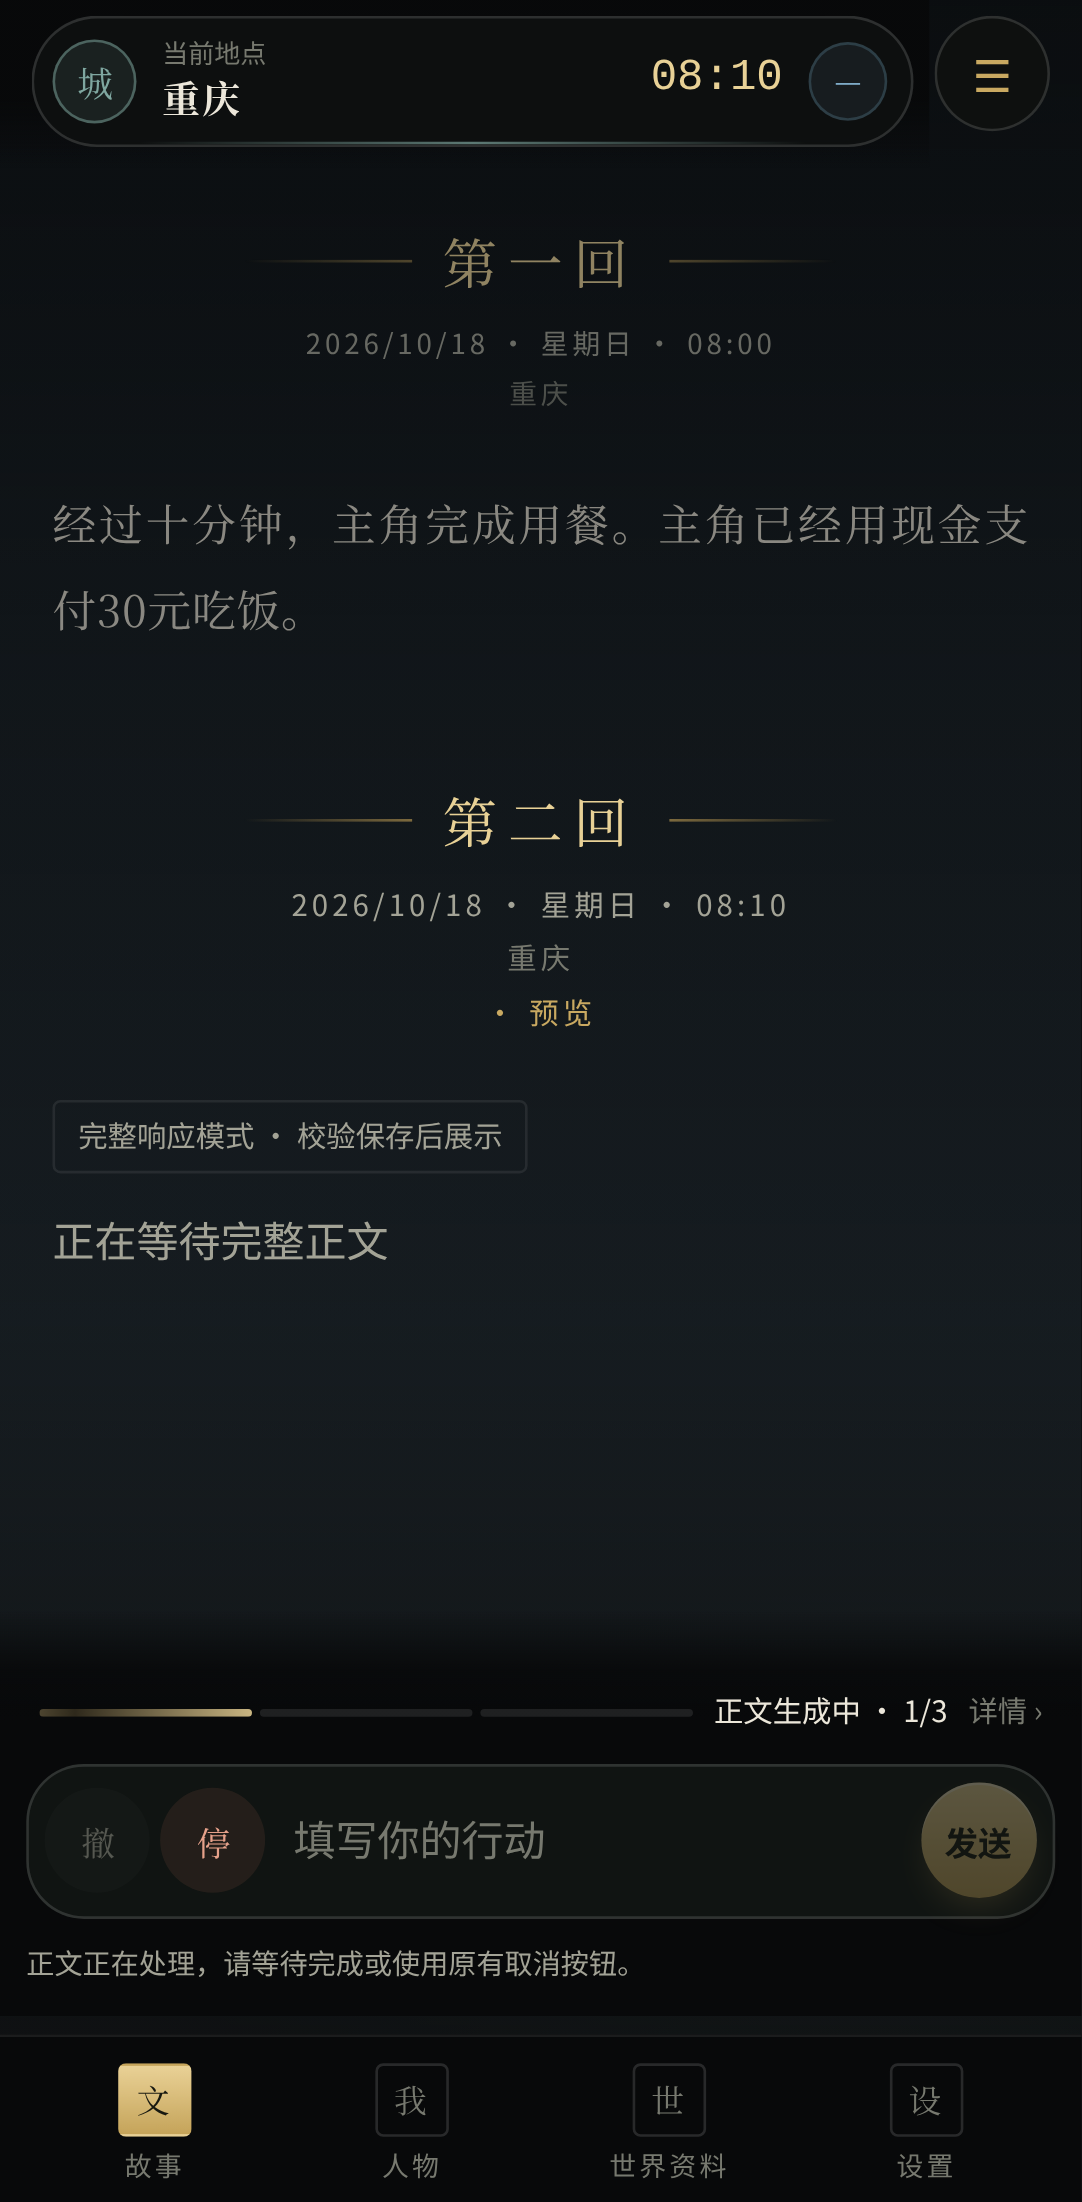 城
当前地点
重庆
08:10
—
☰
第一回
2026/10/18 · 星期日 · 08:00
重庆
经过十分钟，主角完成用餐。主角已经用现金支
付30元吃饭。
第二回
2026/10/18 · 星期日 · 08:10
重庆
· 预览
完整响应模式 · 校验保存后展示
正在等待完整正文
正文生成中 · 1/3 详情 ›
撤 停 填写你的行动 发送
正文正在处理，请等待完成或使用原有取消按钮。
文 我 世 设
故事 人物 世界资料 设置